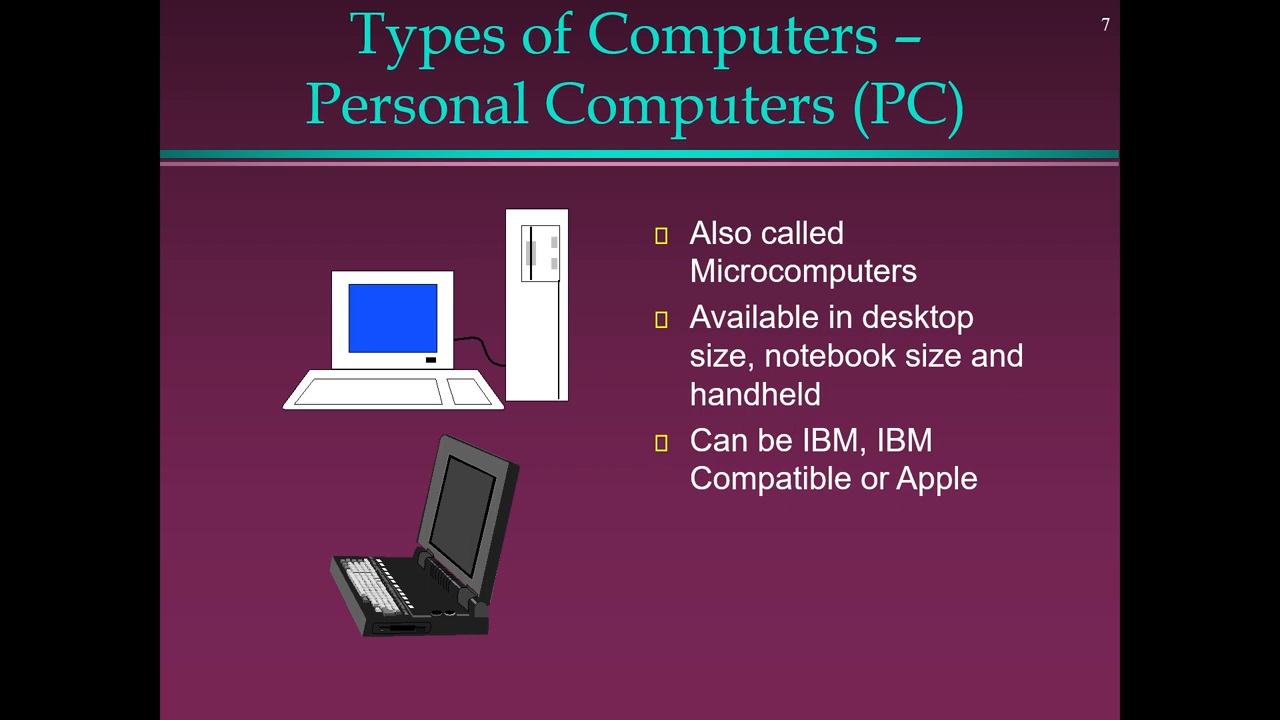 Types of Computers –
Personal Computers (PC)
7
Also called
Microcomputers
Available in desktop
size, notebook size and
handheld
Can be IBM, IBM
Compatible or Apple